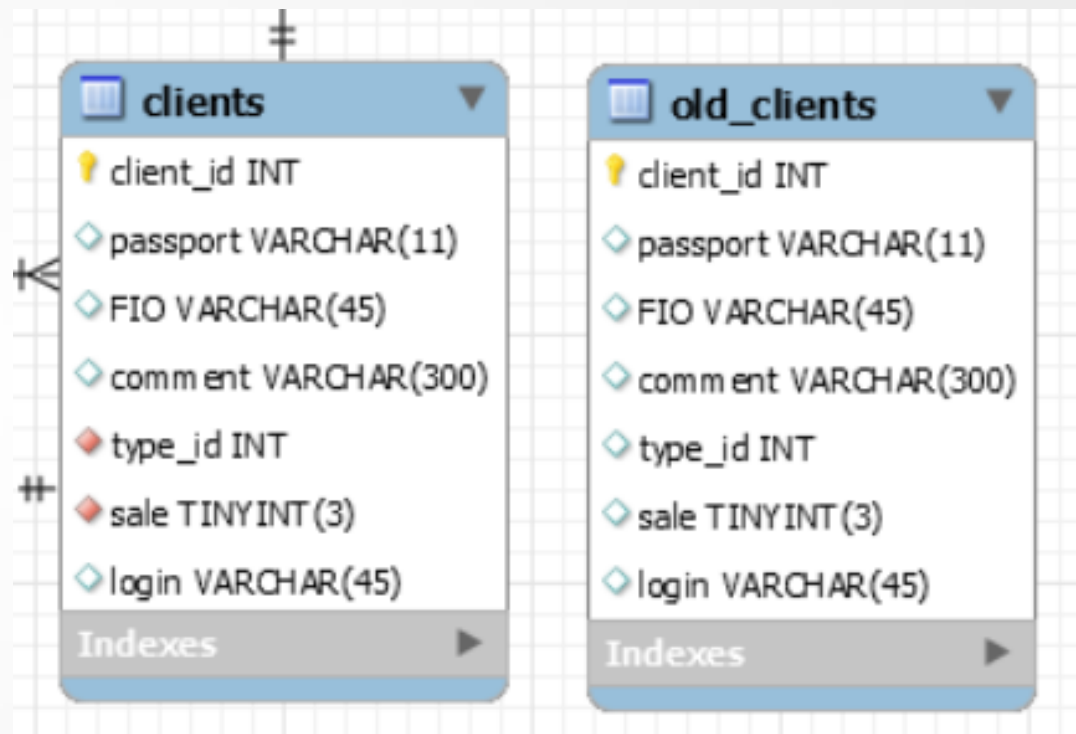 clients
client_id INT
passport VARCHAR(11)
FIO VARCHAR(45)
comment VARCHAR(300)
type_id INT
sale TINYINT(3)
login VARCHAR(45)
Indexes
old_clients
client_id INT
passport VARCHAR(11)
FIO VARCHAR(45)
comment VARCHAR(300)
type_id INT
sale TINYINT(3)
login VARCHAR(45)
Indexes